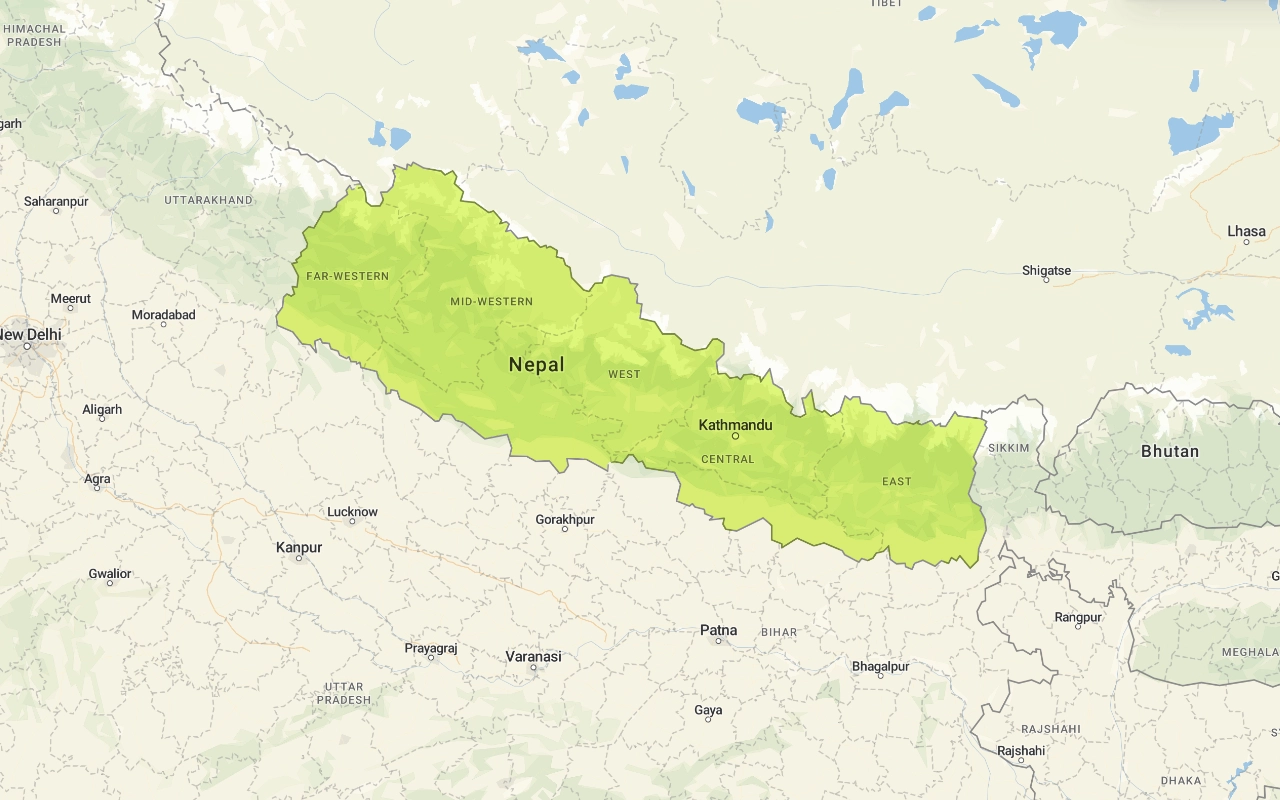 TIBET
HIMACHAL
PRADESH
garh
UTTARAKHAND
Saharanpur
Lhasa
FAR-WESTERN
Shigatse
Meerut
MID-WESTERN
Moradabad
New Delhi
Nepal
WEST
Aligarh
Kathmandu
SIKKIM
Bhutan
CENTRAL
Agra
EAST
Lucknow
Gorakhpur
Kanpur
Gwalior
G
Rangpur
Patna
BIHAR
Prayagraj
Varanasi
MEGHALA
Bhagalpur
UTTAR
PRADESH
Gaya
RAJSHAHI
Rajshahi
DHAKA